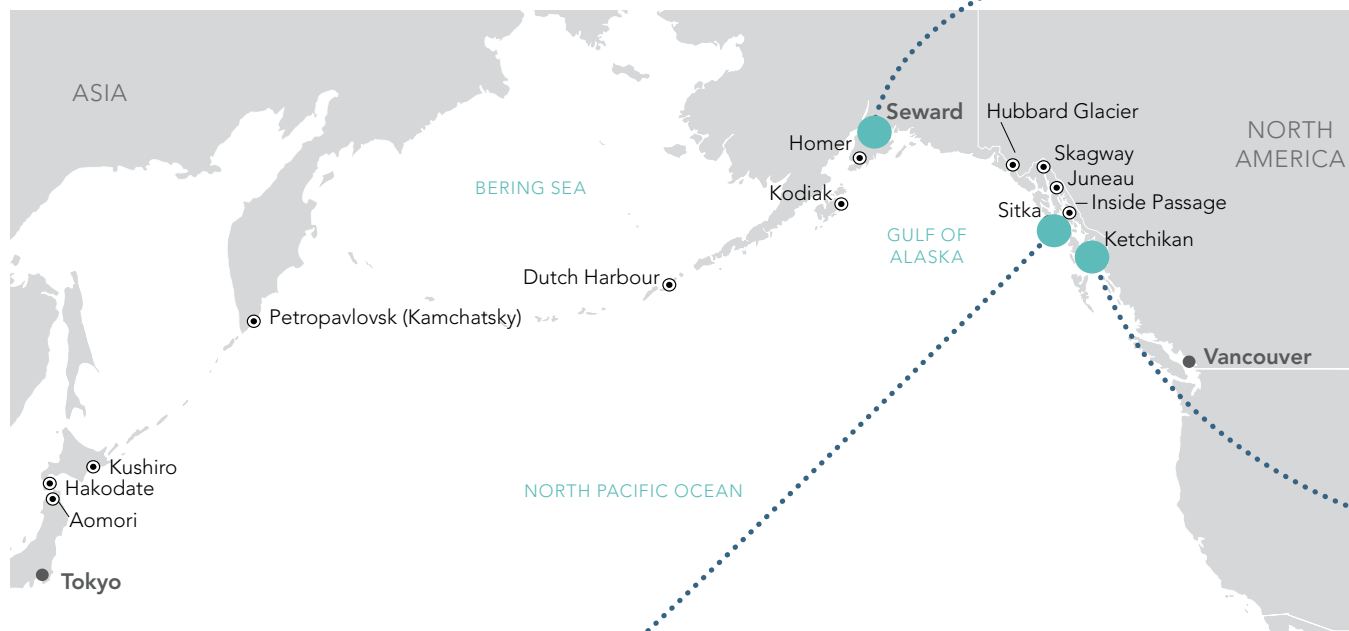 ASIA
Seward
Hubbard Glacier
NORTH
AMERICA
Homer
Skagway
Juneau
BERING SEA
Kodiak
Inside Passage
Sitka
GULF OF
ALASKA
Ketchikan
Dutch Harbour
Petropavlovsk (Kamchatsky)
Vancouver
Kushiro
Hakodate
NORTH PACIFIC OCEAN
Aomori
Tokyo